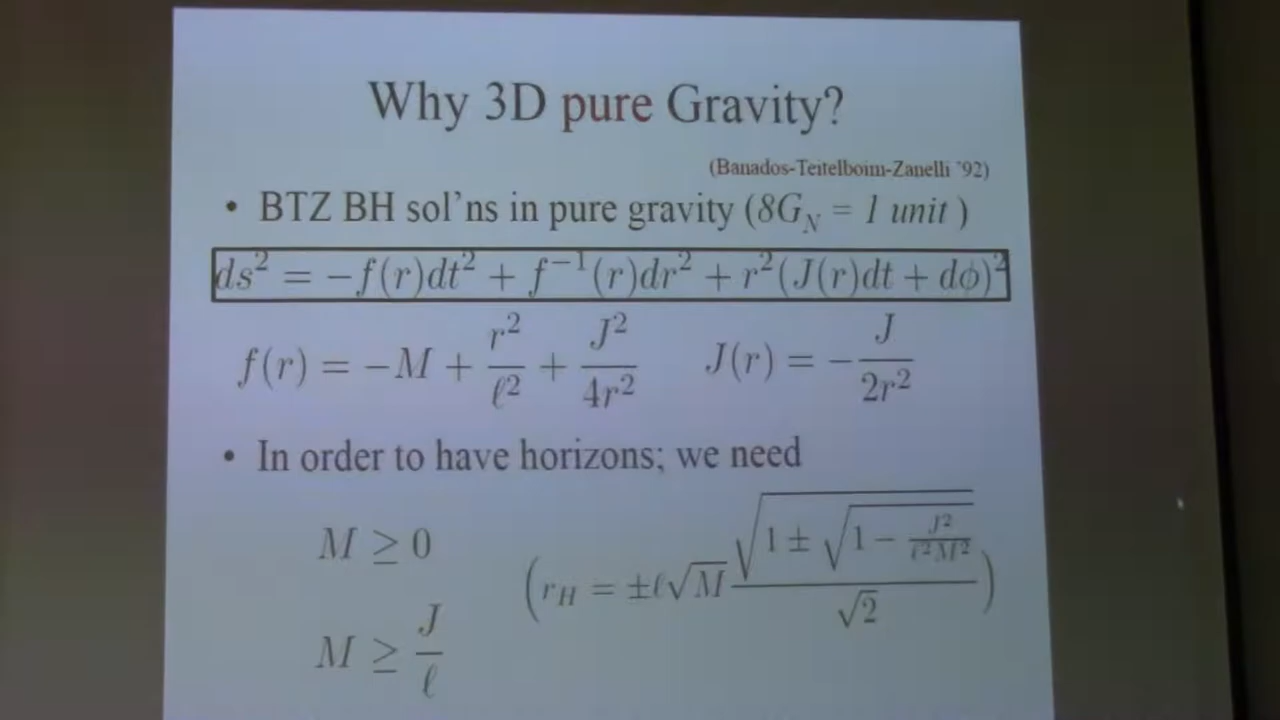 Why 3D pure Gravity?
(Banados-Teitelboim-Zanelli '92)
• BTZ BH sol'ns in pure gravity (8G_N = 1 unit )
ds² = −f(r)dt² + f⁻¹(r)dr² + r²(J(r)dt + dϕ)²
f(r) = −M + r²/ℓ² + J²/4r²   J(r) = −J/2r²
• In order to have horizons; we need
M ≥ 0
(r_H = ±ℓ√M √(1 ± √(1 − J²/ℓ²M²))/√2)
M ≥ J/ℓ